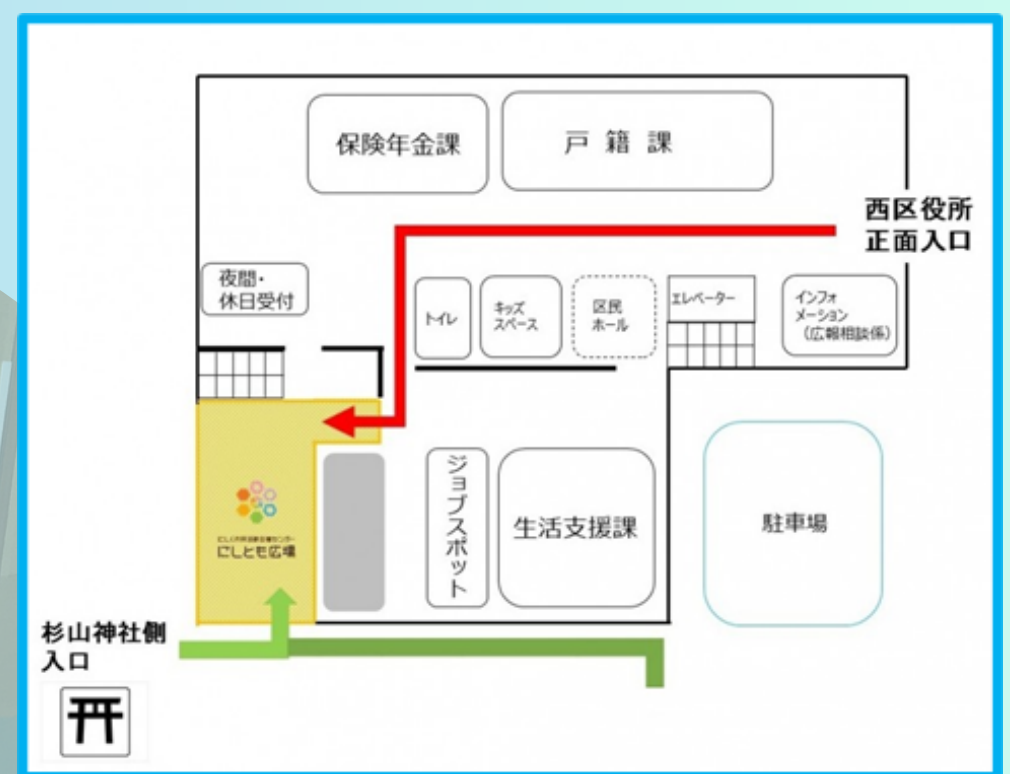 保険年金課
戸籍課
西区役所
正面入口
夜間・
休日受付
トイレ
キッズ
スペース
区民
ホール
エレベーター
インフォ
メーション
(広報相談係)
にしとも広場
ジョブスポット
生活支援課
駐車場
杉山神社側
入口